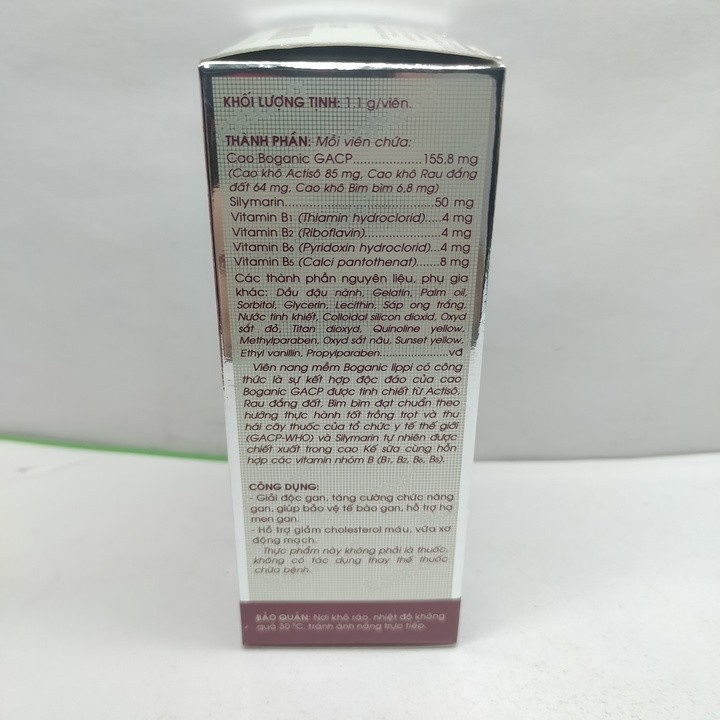 KHỐI LƯỢNG TỊNH: 1.1 g/viên.
THÀNH PHẦN: Mỗi viên chứa:
Cao Boganic GACP..................155,8 mg
(Cao khô Actisô 85 mg, Cao khô Rau đắng
đất 64 mg, Cao khô Bìm bìm 6,8 mg)
Silymarin........................................50 mg
Vitamin B1 (Thiamin hydroclorid).....4 mg
Vitamin B2 (Riboflavin)....................4 mg
Vitamin B6 (Pyridoxin hydroclorid)...4 mg
Vitamin B5 (Calci pantothenat).......8 mg
Các thành phần nguyên liệu, phụ gia
khác: Dầu đậu nành, Gelatin, Palm oil,
Sorbitol, Glycerin, Lecithin, Sáp ong trắng,
Nước tinh khiết, Colloidal silicon dioxid, Oxyd
sắt đỏ, Titan dioxyd, Quinoline yellow,
Methylparaben, Oxyd sắt nâu, Sunset yellow,
Ethyl vanillin, Propylparaben....................vđ
Viên nang mềm Boganic lippi có công
thức là sự kết hợp độc đáo của cao
Boganic GACP được tinh chiết từ Actisô,
Rau đắng đất, Bìm bìm đạt chuẩn theo
hướng thực hành tốt trồng trọt và thu
hái cây thuốc của tổ chức y tế thế giới
(GACP-WHO) và Silymarin tự nhiên được
chiết xuất trong cao Kế sữa cùng hỗn
hợp các vitamin nhóm B (B1, B2, B6, B5).
CÔNG DỤNG:
- Giải độc gan, tăng cường chức năng
gan, giúp bảo vệ tế bào gan, hỗ trợ hạ
men gan.
- Hỗ trợ giảm cholesterol máu, vữa xơ
động mạch.
Thực phẩm này không phải là thuốc,
không có tác dụng thay thế thuốc
chữa bệnh.
BẢO QUẢN: Nơi khô ráo, nhiệt độ không
quá 30 °C, tránh ánh nắng trực tiếp.